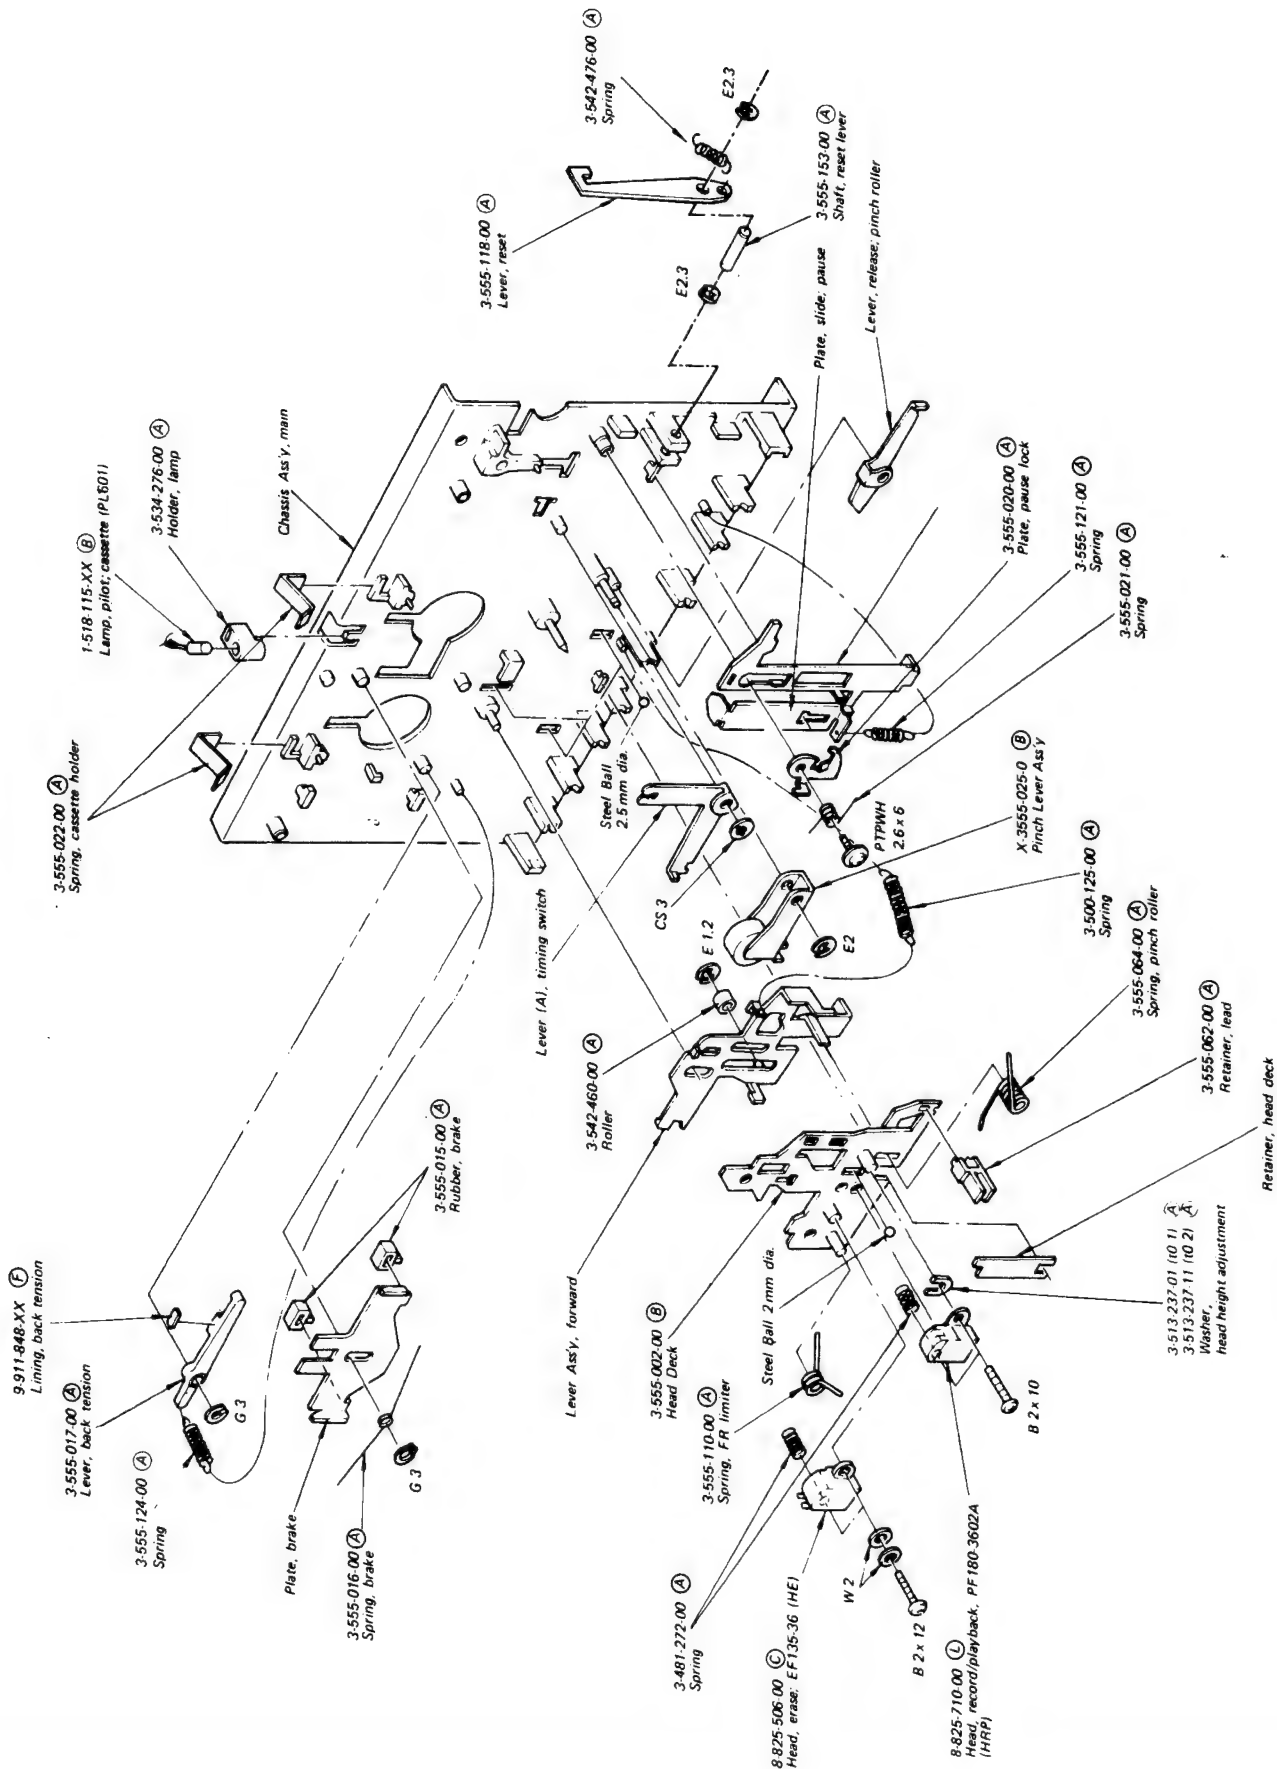 3-555-022-00 (A)
Spring, cassette holder
1-518-115-XX (B)
Lamp, pilot; cassette (PL601)
3-534-276-00 (A)
Holder, lamp
Chassis Ass'y, main
3-555-118-00 (A)
Lever, reset
3-542-476-00 (A)
Spring
E2.3
E2.3
3-555-153-00 (A)
Shaft, reset lever
Plate, slide; pause
Lever, release; pinch roller
9-911-848-XX (F)
Lining, back tension
3-555-017-00 (A)
Lever, back tension
3-555-124-00 (A)
Spring
G 3
Plate, brake
3-555-016-00 (A)
Spring, brake
G 3
3-555-015-00 (A)
Rubber, brake
Lever (A), timing switch
Steel Ball
2.5 mm dia.
CS 3
3-555-020-00 (A)
Plate, pause lock
3-555-121-00 (A)
Spring
3-555-021-00 (A)
Spring
PTPWH
2.6 x 6
X-3555-025-0 (B)
Pinch Lever Ass'y
E 1.2
E2
3-542-460-00 (A)
Roller
3-500-125-00 (A)
Spring
3-555-064-00 (A)
Spring, pinch roller
3-555-062-00 (A)
Retainer, lead
Retainer, head deck
Lever Ass'y, forward
3-555-002-00 (B)
Head Deck
3-555-110-00 (A)
Spring, FR limiter
Steel Ball 2 mm dia.
3-513-237-01 (t0.1) (A)
3-513-237-11 (t0.2) (A)
Washer,
head height adjustment
3-481-272-00 (A)
Spring
8-825-506-00 (C)
Head, erase; EF135-36 (HE)
W 2
B 2 x 12
B 2 x 10
8-825-710-00 (L)
Head, record/playback, PF180-3602A
(HRP)